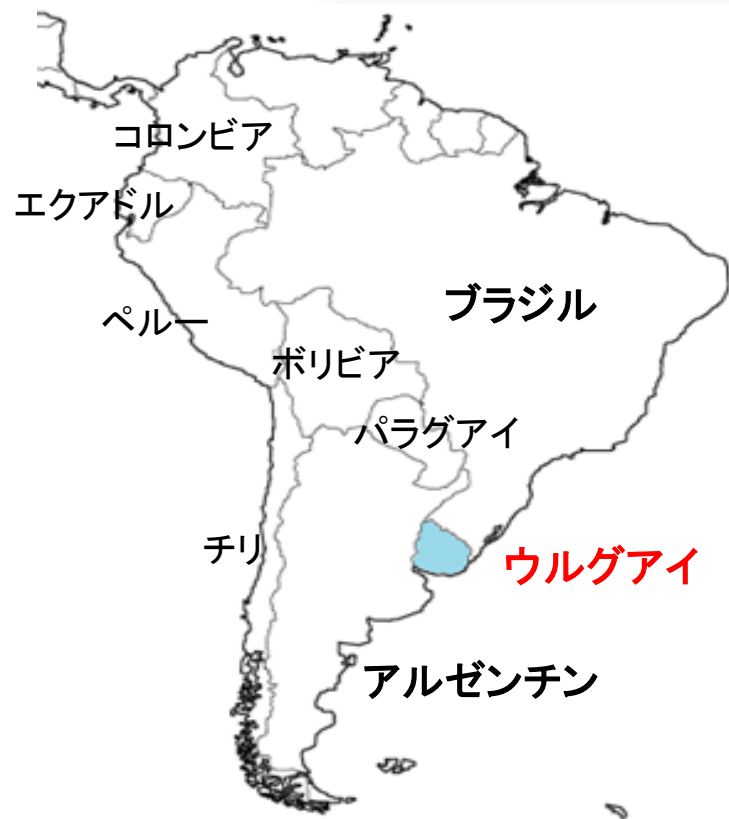 コロンビア
エクアドル
ブラジル
ペルー
ボリビア
パラグアイ
チリ
ウルグアイ
アルゼンチン